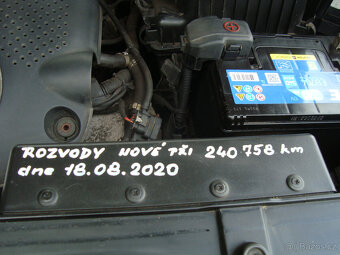 ROZVODY NOVÉ PŘI 240 758 km
dne 18.08.2020